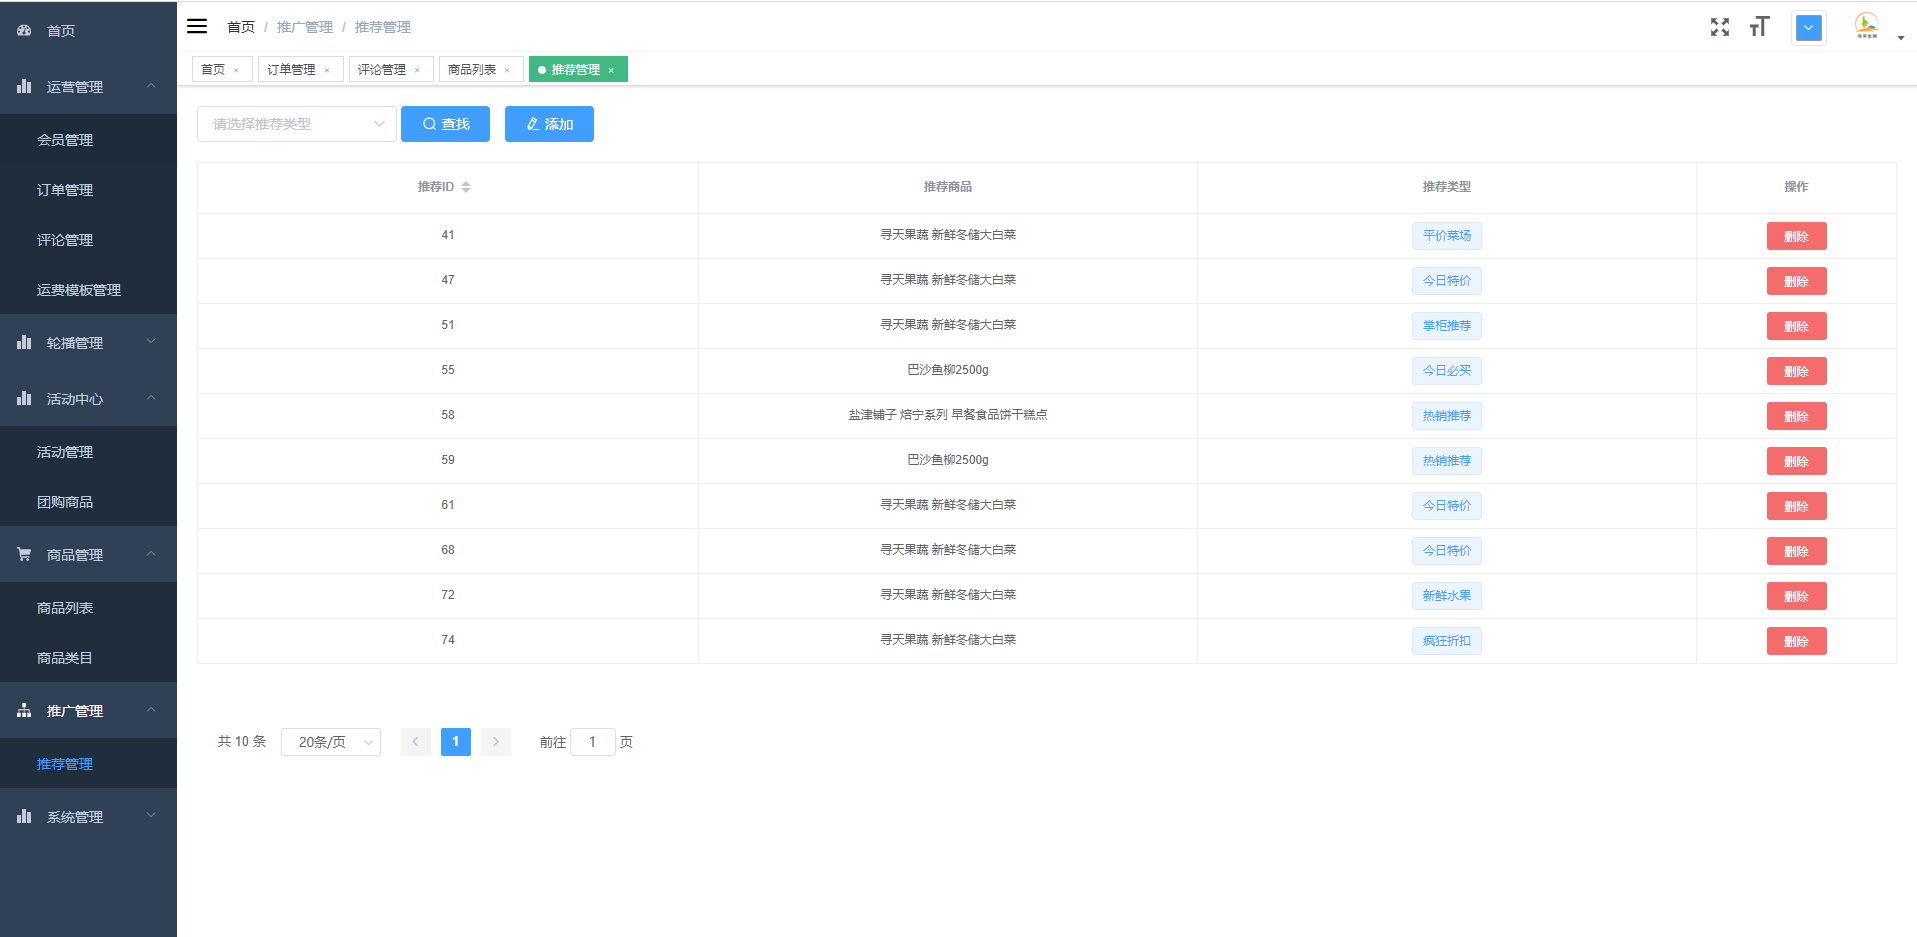 首页
运营管理
会员管理
订单管理
评论管理
运费模板管理
轮播管理
活动中心
活动管理
团购商品
商品管理
商品列表
商品类目
推广管理
推荐管理
系统管理
首页 / 推广管理 / 推荐管理
首页 × 订单管理 × 评论管理 × 商品列表 × 推荐管理 ×
请选择推荐类型 查找 添加
推荐ID 推荐商品 推荐类型 操作
41 寻天果蔬 新鲜冬储大白菜 平价菜场 删除
47 寻天果蔬 新鲜冬储大白菜 今日特价 删除
51 寻天果蔬 新鲜冬储大白菜 掌柜推荐 删除
55 巴沙鱼柳2500g 今日必买 删除
58 盐津铺子 焙宁系列 早餐食品饼干糕点 热销推荐 删除
59 巴沙鱼柳2500g 热销推荐 删除
61 寻天果蔬 新鲜冬储大白菜 今日特价 删除
68 寻天果蔬 新鲜冬储大白菜 今日特价 删除
72 寻天果蔬 新鲜冬储大白菜 新鲜水果 删除
74 寻天果蔬 新鲜冬储大白菜 疯狂折扣 删除
共 10 条 20条/页 1 前往 1 页